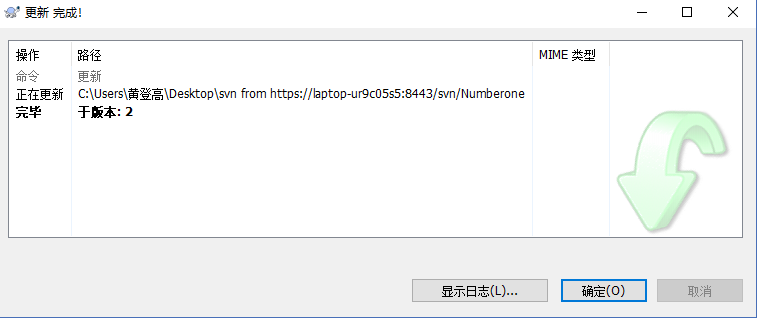 更新 完成!
操作 路径 MIME 类型
命令 更新
正在更新 C:\Users\黄登高\Desktop\svn from https://laptop-ur9c05s5:8443/svn/Numberone
完毕 于版本: 2
显示日志(L)... 确定(O) 取消